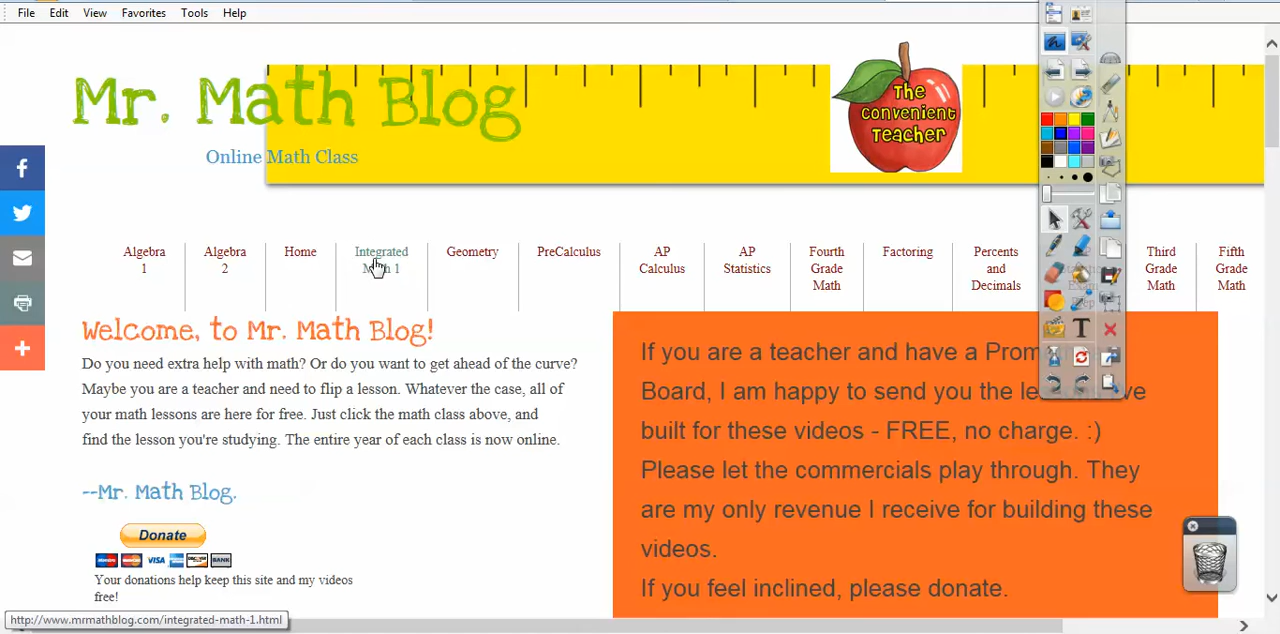 File Edit View Favorites Tools Help
Mr. Math Blog
Online Math Class
The
Convenient
Teacher
Algebra
1
Algebra
2
Home
Integrated
Math 1
Geometry
PreCalculus
AP
Calculus
AP
Statistics
Fourth
Grade
Math
Factoring
Percents
and
Decimals
Third
Grade
Math
Fifth
Grade
Math
Welcome, to Mr. Math Blog!
Do you need extra help with math? Or do you want to get ahead of the curve?
Maybe you are a teacher and need to flip a lesson. Whatever the case, all of
your math lessons are here for free. Just click the math class above, and
find the lesson you're studying. The entire year of each class is now online.
--Mr. Math Blog.
Donate
VISA
BANK
Your donations help keep this site and my videos
free!
If you are a teacher and have a Prom
Board, I am happy to send you the le ve
built for these videos - FREE, no charge. :)
Please let the commercials play through. They
are my only revenue I receive for building these
videos.
If you feel inclined, please donate.
http://www.mrmathblog.com/integrated-math-1.html